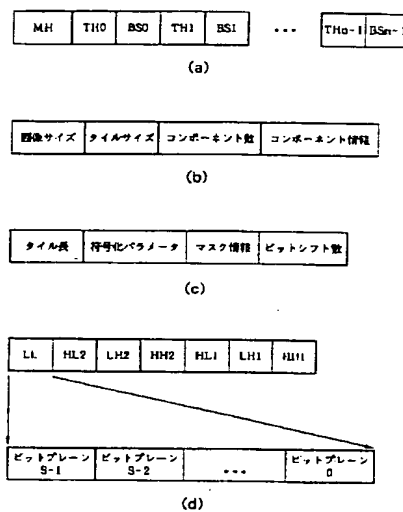 MH TH0 BS0 TH1 BS1 ... THn-1 BSn-1
(a)
画像サイズ タイルサイズ コンポーネント数 コンポーネント情報
(b)
タイル長 符号化パラメータ マスク情報 ビットシフト数
(c)
LL HL2 LH2 HH2 HL1 LH1 HH1
ビットプレーン S-1 ビットプレーン S-2 ... ビットプレーン 0
(d)